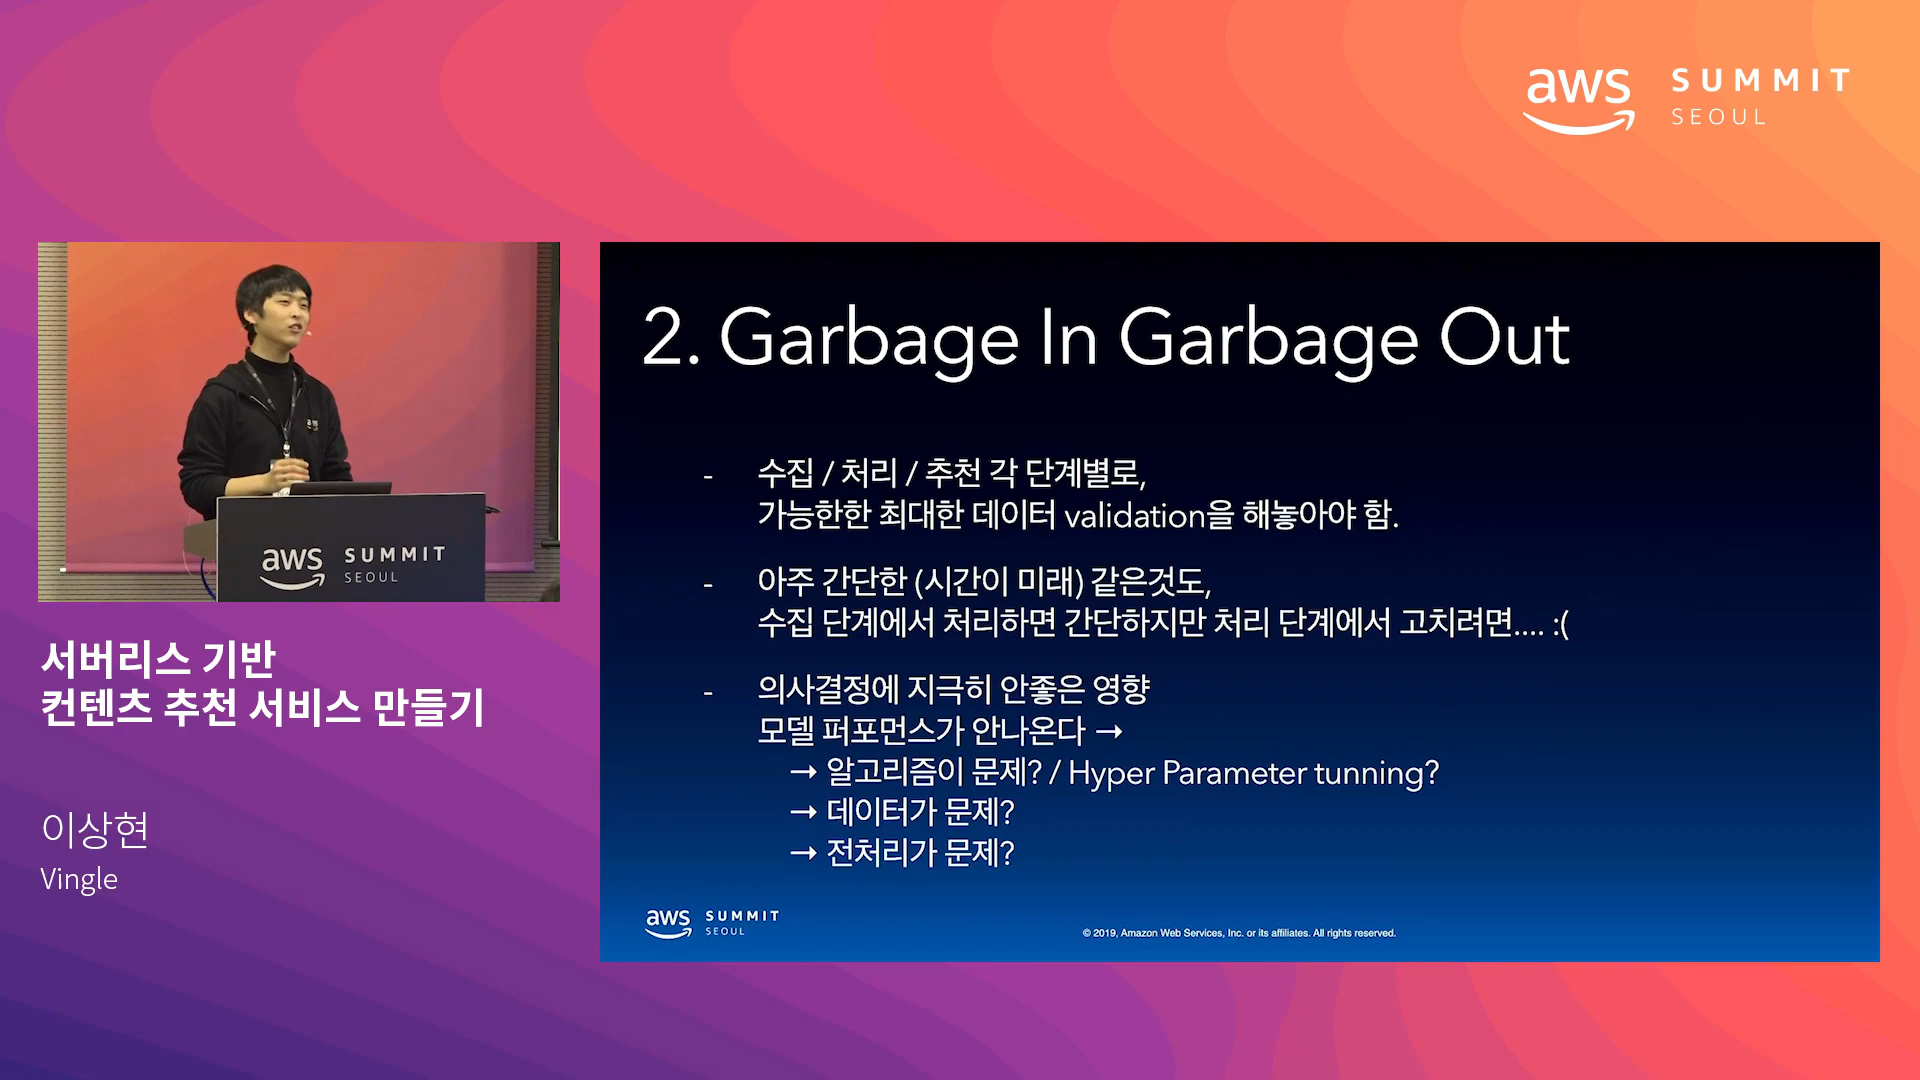 aws SUMMIT
SEOUL
2. Garbage In Garbage Out
- 수집 / 처리 / 추천 각 단계별로,
가능한한 최대한 데이터 validation을 해놓아야 함.
- 아주 간단한 (시간이 미래) 같은것도,
수집 단계에서 처리하면 간단하지만 처리 단계에서 고치려면.... :(
- 의사결정에 지극히 안좋은 영향
모델 퍼포먼스가 안나온다 →
→ 알고리즘이 문제? / Hyper Parameter tunning?
→ 데이터가 문제?
→ 전처리가 문제?
aws SUMMIT
SEOUL
© 2019, Amazon Web Services, Inc. or its affiliates. All rights reserved.
aws
aws SUMMIT
SEOUL
서버리스 기반
컨텐츠 추천 서비스 만들기
이상현
Vingle